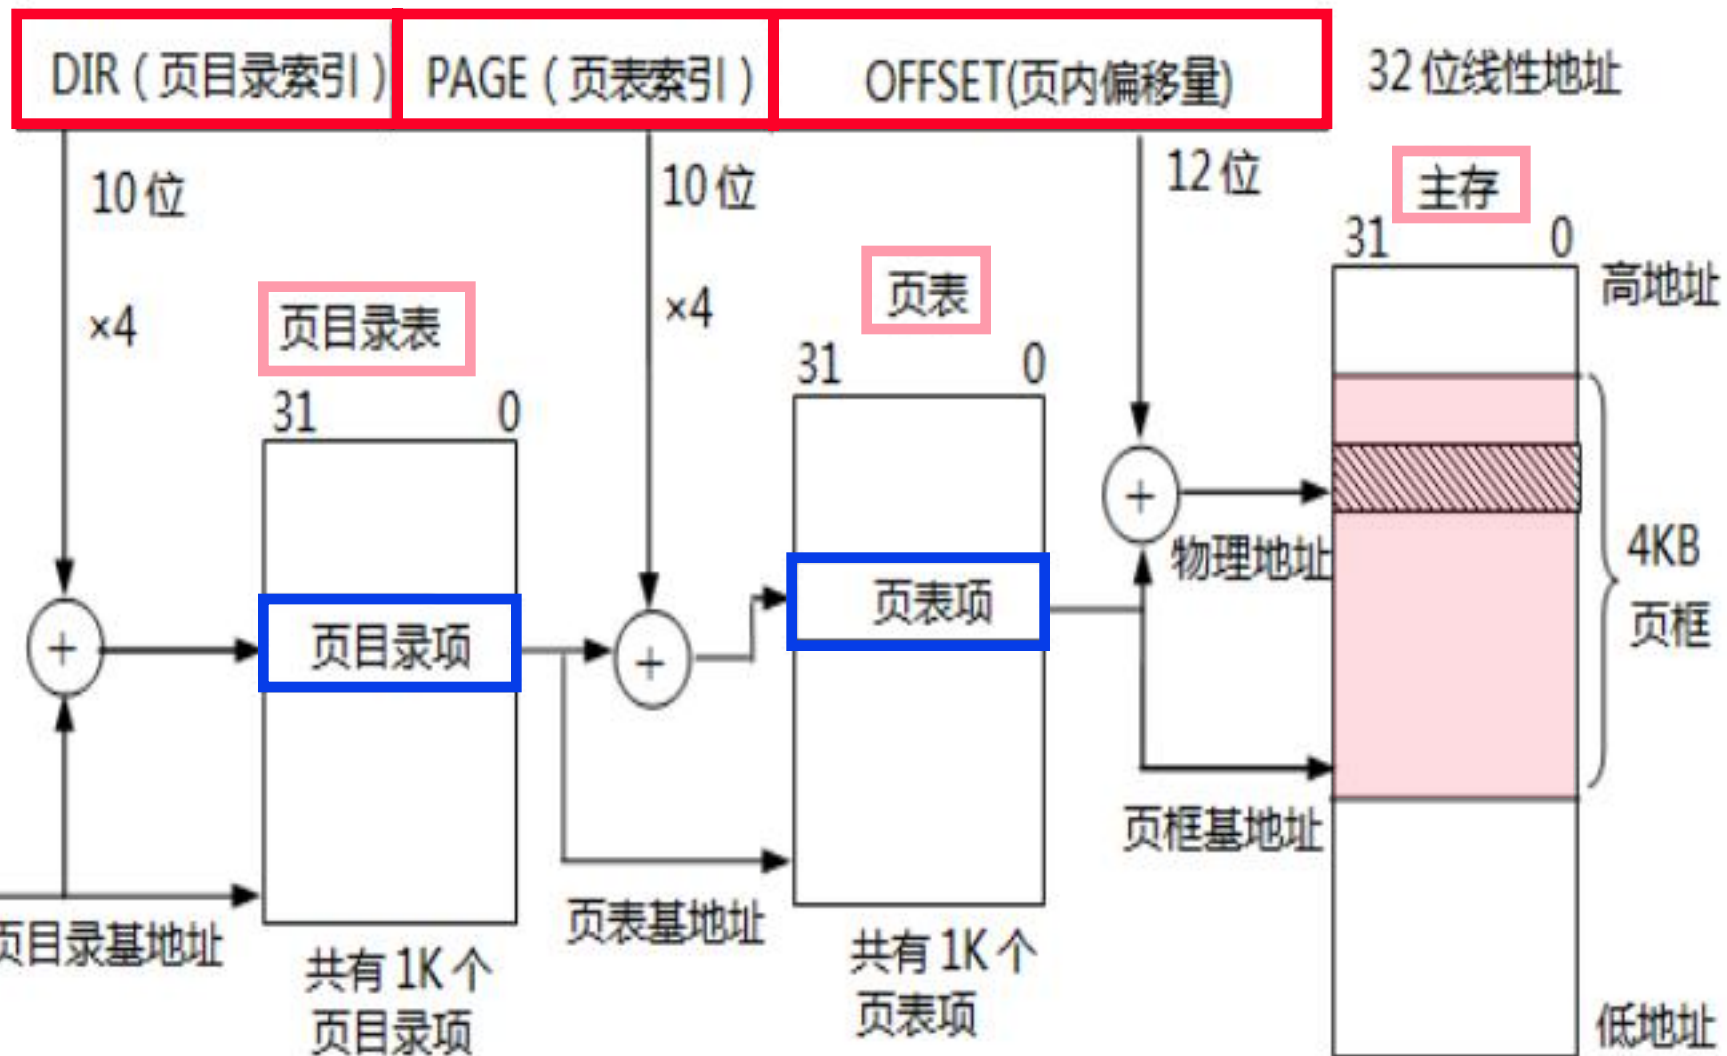 DIR（页目录索引）
PAGE（页表索引）
OFFSET(页内偏移量)
32位线性地址
10位
10位
12位
主存
31
0
高地址
×4
×4
页目录表
页表
31
0
31
0
4KB
页框
物理地址
页表项
页目录项
+
+
+
页框基地址
页表基地址
页目录基地址
共有1K个
页目录项
共有1K个
页表项
低地址